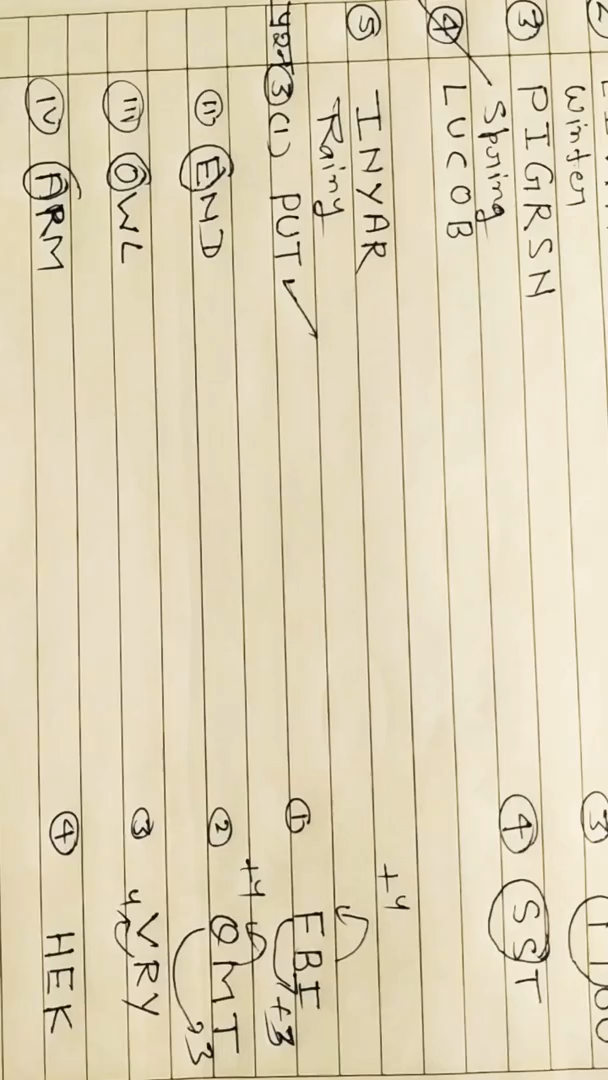 Winter
③ PIGRSN
Spring
④ LUCOB
⑤ INYAR
Rainy
③(i) PUT ✓
(ii) END
(iii) OWL
(iv) ARM
③
④ SST
+4
① FBI
+3
+4
② QMT
3
③ VRY
4
④ HEK